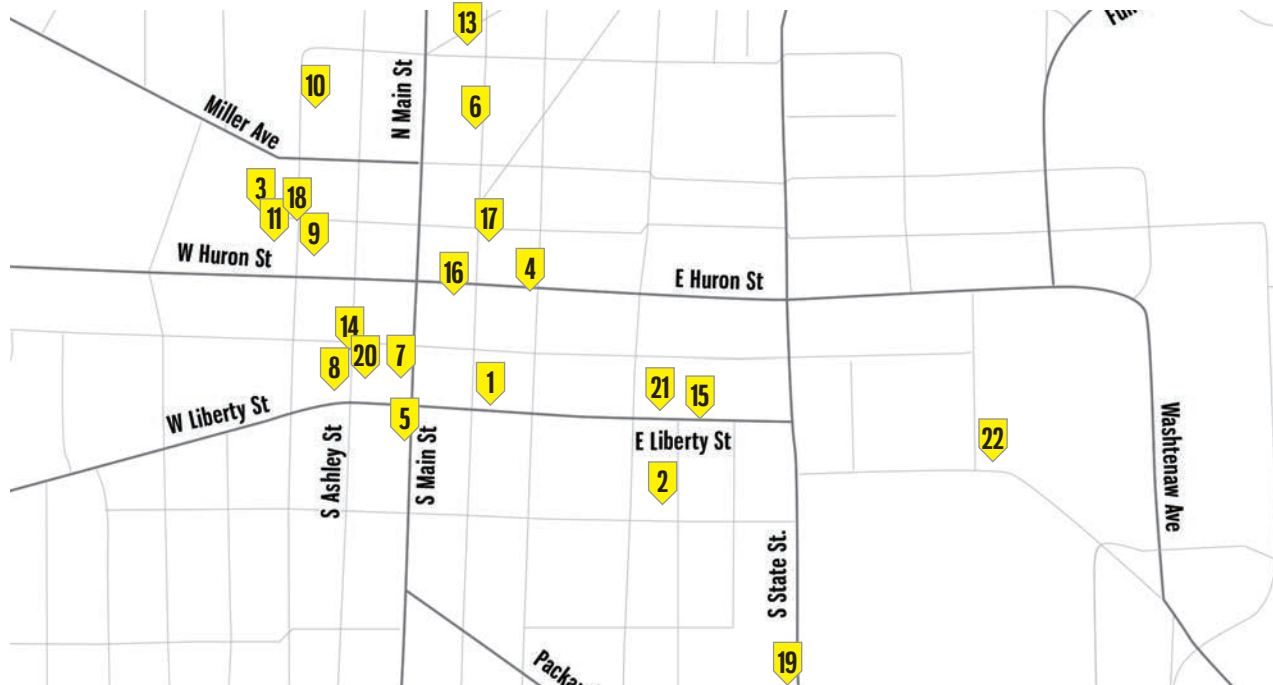 13
10
6
N Main St
Miller Ave
3
18
11
9
17
W Huron St
16
4
E Huron St
14
20
7
8
1
21
15
5
W Liberty St
E Liberty St
S Ashley St
S Main St
2
22
Washtenaw Ave
S State St.
19